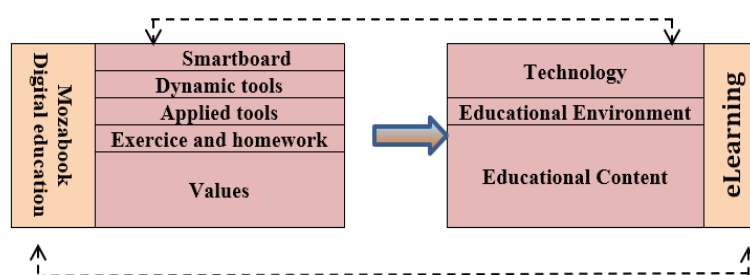 Mozabook
Digital education
Smartboard
Dynamic tools
Applied tools
Exercice and homework
Values
Technology
Educational Environment
Educational Content
eLearning